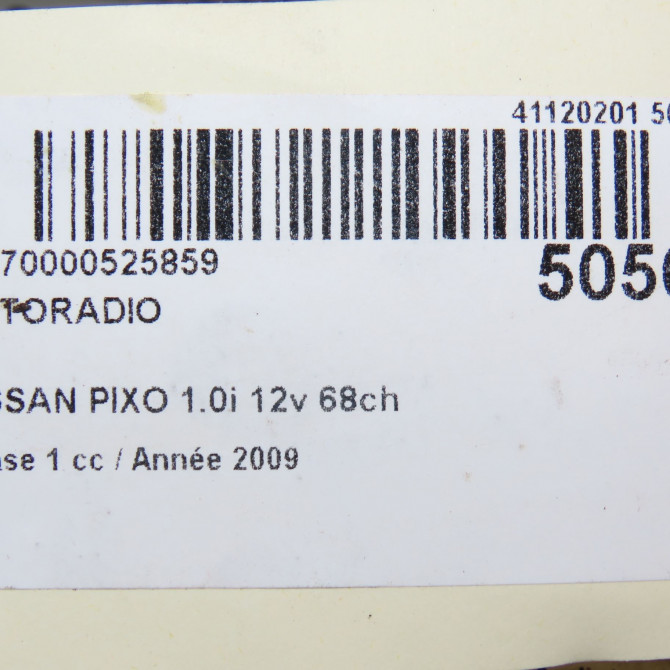 41120201 50
70000525859
5050
TORADIO
SSAN PIXO 1.0i 12v 68ch
se 1 cc / Année 2009